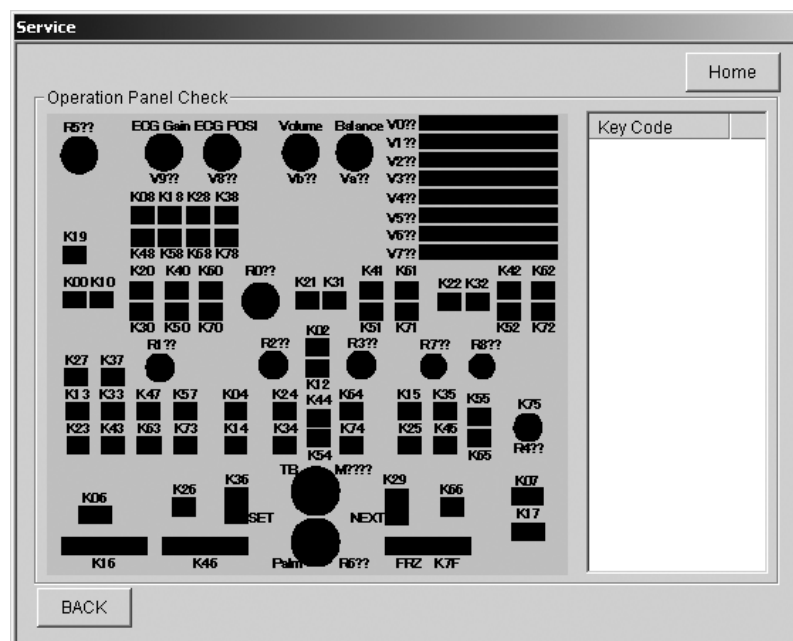 Service
Home
Operation Panel Check
Key Code
R5?? ECG Gain ECG POSI Volume Balance V0??
V1??
V2??
V9?? V8?? Vb?? Va?? V3??
K08 K18 K28 K38 V4??
V5??
K19 V6??
K48 K58 K68 K78 V7??
K00 K10 K20 K40 K60 R0?? K21 K31 K41 K61 K22 K32 K42 K62
K30 K50 K70 K51 K71 K52 K72
K02
R1?? R2?? R3?? R7?? R8??
K27 K37 K12
K13 K33 K47 K57 K04 K24 K44 K64 K15 K35 K55 K75
K23 K43 K63 K73 K14 K34 K74 K25 K45 R4??
K54 K65
TB M????
K06 K26 K36 K29 K66 K07
SET NEXT K17
K16 K46 Palm R6?? FRZ K7F
BACK